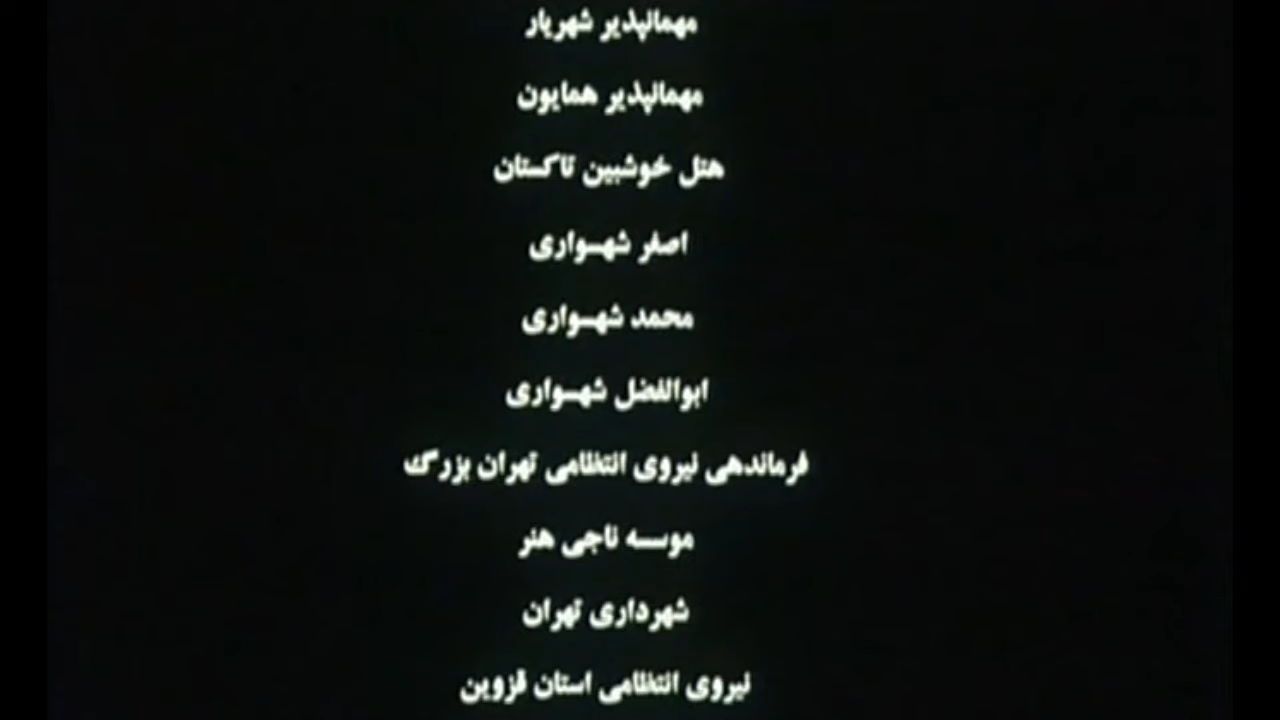 مهمانپذیر شهریار
مهمانپذیر همایون
هتل خوشبین تاکستان
اصغر شهسواری
محمد شهسواری
ابوالفضل شهسواری
فرماندهی نیروی انتظامی تهران بزرگ
موسسه ناجی هنر
شهرداری تهران
نیروی انتظامی استان قزوین